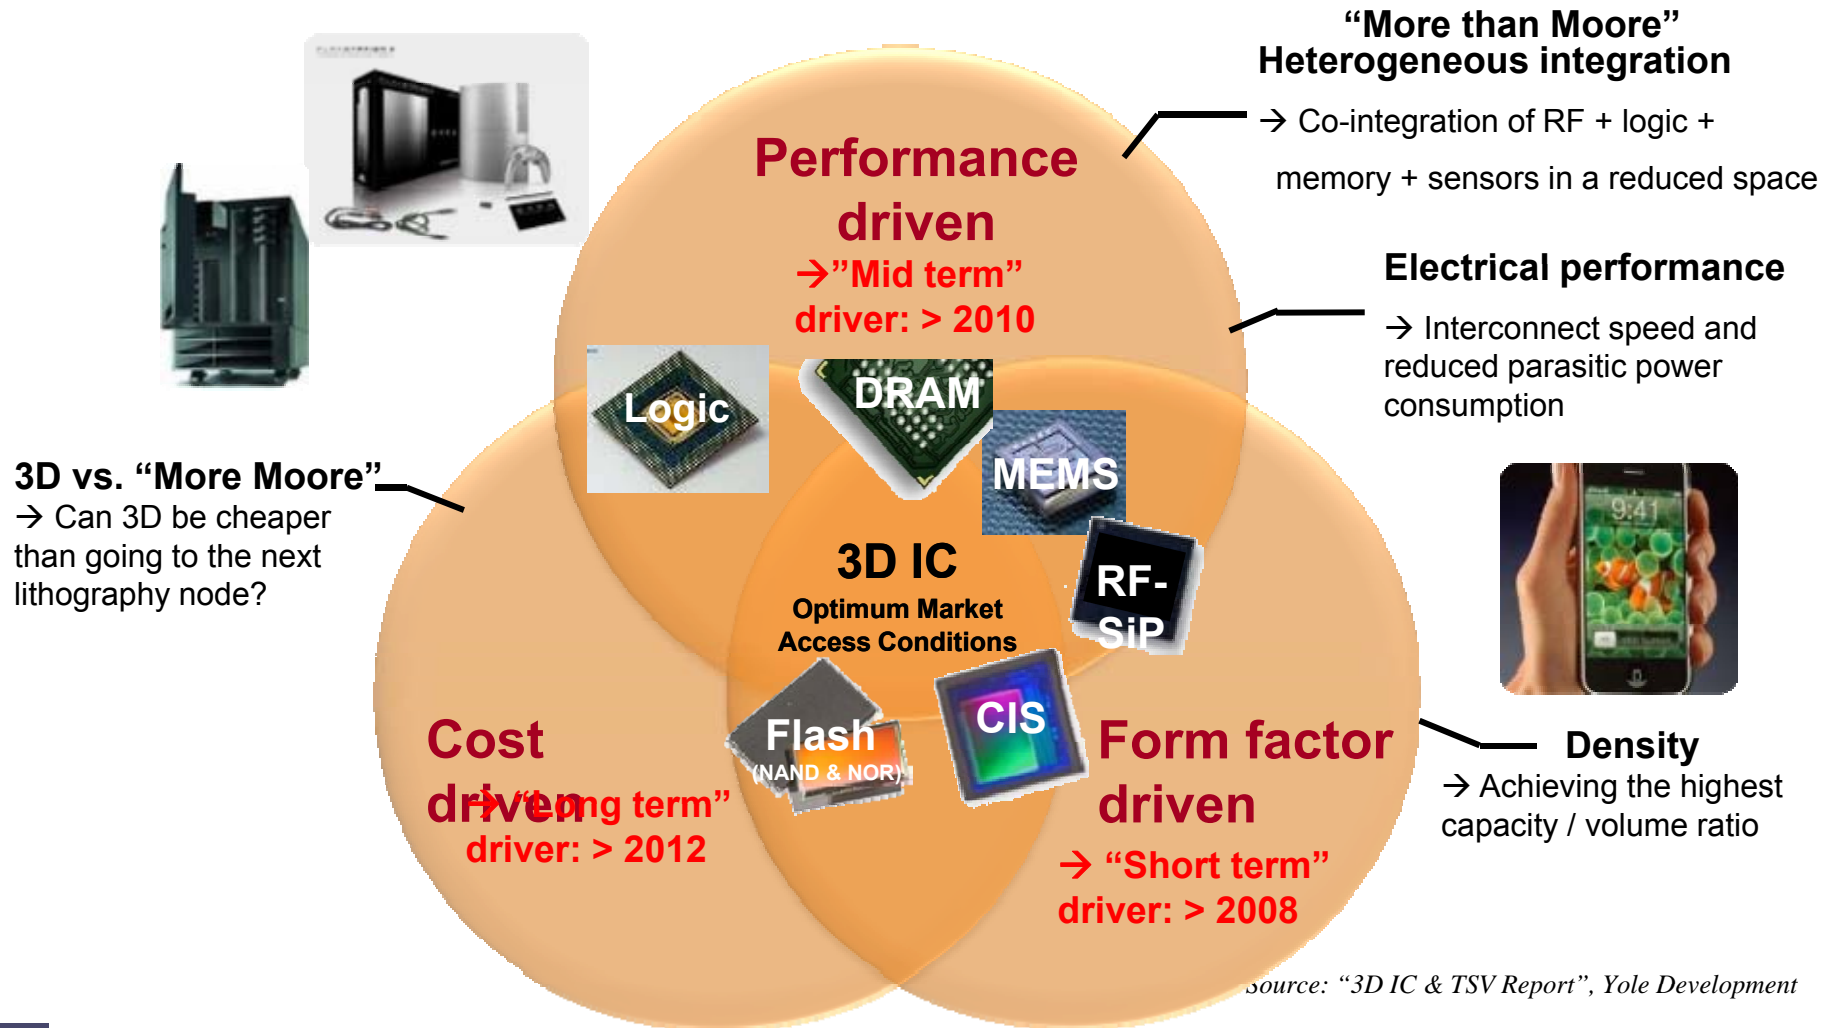 “More than Moore”
Heterogeneous integration
→ Co-integration of RF + logic +
memory + sensors in a reduced space
Performance
driven
→”Mid term”
driver: > 2010
Electrical performance
→ Interconnect speed and
reduced parasitic power
consumption
Logic
DRAM
MEMS
3D vs. “More Moore”
→ Can 3D be cheaper
than going to the next
lithography node?
9:41
3D IC
Optimum Market
Access Conditions
RF-
SiP
Flash
(NAND & NOR)
CIS
Cost
driven
→ “Long term”
driver: > 2012
Form factor
driven
→ “Short term”
driver: > 2008
Density
→ Achieving the highest
capacity / volume ratio
Source: “3D IC & TSV Report”, Yole Development